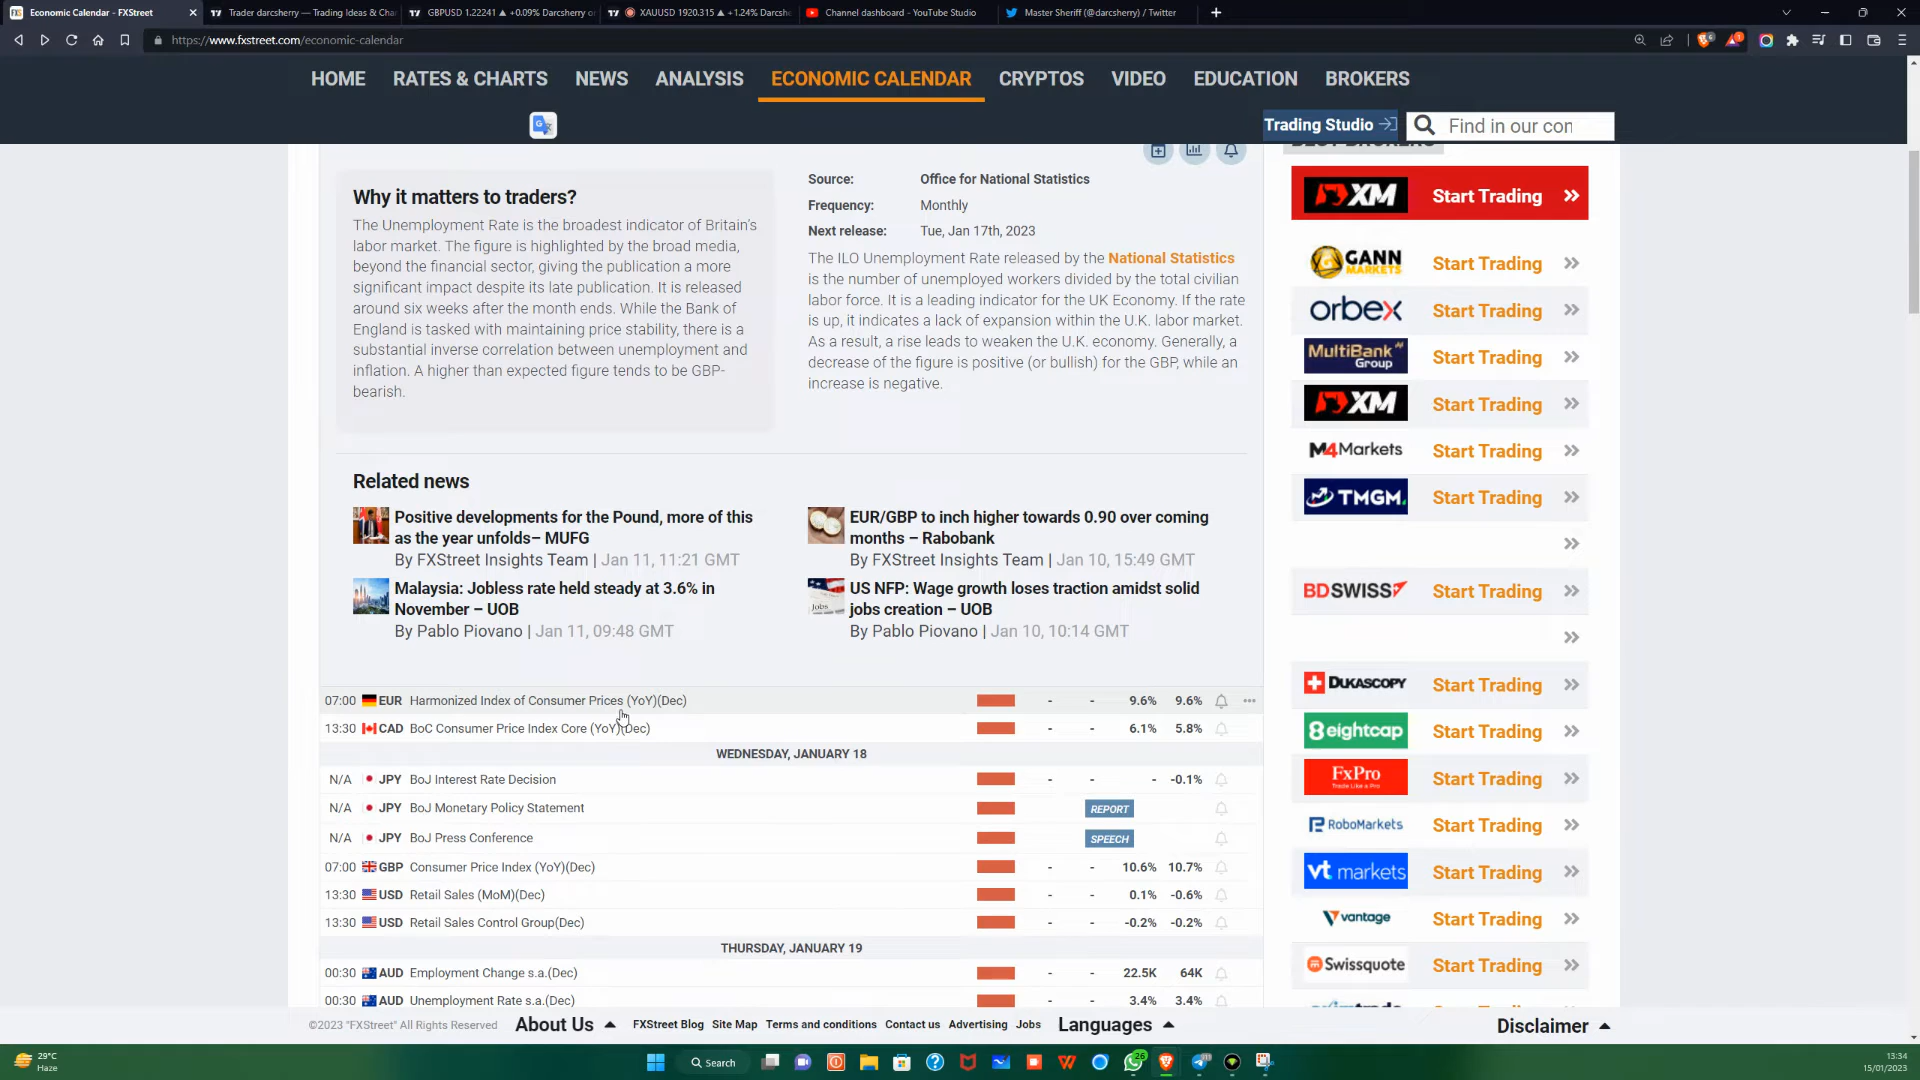 Economic Calendar - FXStreet
Trader darcsherry — Trading Ideas & Cha
GBPUSD 1.22241 ▲ +0.09% Darcsherry o
XAUUSD 1920.315 ▲ +1.24% Darcsh
Channel dashboard - YouTube Studio
Master Sheriff (@darcsherry) / Twitter
https://www.fxstreet.com/economic-calendar
HOME RATES & CHARTS NEWS ANALYSIS ECONOMIC CALENDAR CRYPTOS VIDEO EDUCATION BROKERS
Trading Studio
Find in our con
BEST BROKERS
Why it matters to traders?
The Unemployment Rate is the broadest indicator of Britain's
labor market. The figure is highlighted by the broad media,
beyond the financial sector, giving the publication a more
significant impact despite its late publication. It is released
around six weeks after the month ends. While the Bank of
England is tasked with maintaining price stability, there is a
substantial inverse correlation between unemployment and
inflation. A higher than expected figure tends to be GBP-
bearish.
Source: Office for National Statistics
Frequency: Monthly
Next release: Tue, Jan 17th, 2023
The ILO Unemployment Rate released by the National Statistics
is the number of unemployed workers divided by the total civilian
labor force. It is a leading indicator for the UK Economy. If the rate
is up, it indicates a lack of expansion within the U.K. labor market.
As a result, a rise leads to weaken the U.K. economy. Generally, a
decrease of the figure is positive (or bullish) for the GBP, while an
increase is negative.
Related news
Positive developments for the Pound, more of this
as the year unfolds– MUFG
By FXStreet Insights Team | Jan 11, 11:21 GMT
EUR/GBP to inch higher towards 0.90 over coming
months – Rabobank
By FXStreet Insights Team | Jan 10, 15:49 GMT
Malaysia: Jobless rate held steady at 3.6% in
November – UOB
By Pablo Piovano | Jan 11, 09:48 GMT
US NFP: Wage growth loses traction amidst solid
jobs creation – UOB
By Pablo Piovano | Jan 10, 10:14 GMT
07:00 EUR Harmonized Index of Consumer Prices (YoY)(Dec) - - 9.6% 9.6%
13:30 CAD BoC Consumer Price Index Core (YoY)(Dec) - - 6.1% 5.8%
WEDNESDAY, JANUARY 18
N/A JPY BoJ Interest Rate Decision - - - -0.1%
N/A JPY BoJ Monetary Policy Statement REPORT
N/A JPY BoJ Press Conference SPEECH
07:00 GBP Consumer Price Index (YoY)(Dec) - - 10.6% 10.7%
13:30 USD Retail Sales (MoM)(Dec) - - 0.1% -0.6%
13:30 USD Retail Sales Control Group(Dec) - - -0.2% -0.2%
THURSDAY, JANUARY 19
00:30 AUD Employment Change s.a.(Dec) - - 22.5K 64K
00:30 AUD Unemployment Rate s.a.(Dec) - - 3.4% 3.4%
XM Start Trading
GANN MARKETS Start Trading
orbex Start Trading
MultiBank Group Start Trading
XM Start Trading
M4Markets Start Trading
TMGM. Start Trading
BDSWISS Start Trading
DUKASCOPY Start Trading
8eightcap Start Trading
FxPro Trade Like a Pro Start Trading
ROBOMARKETS Start Trading
vt markets Start Trading
vantage Start Trading
Swissquote Start Trading
©2023 "FXStreet" All Rights Reserved About Us FXStreet Blog Site Map Terms and conditions Contact us Advertising Jobs Languages Disclaimer
29°C
Haze
Search
26
13:34
15/01/2023